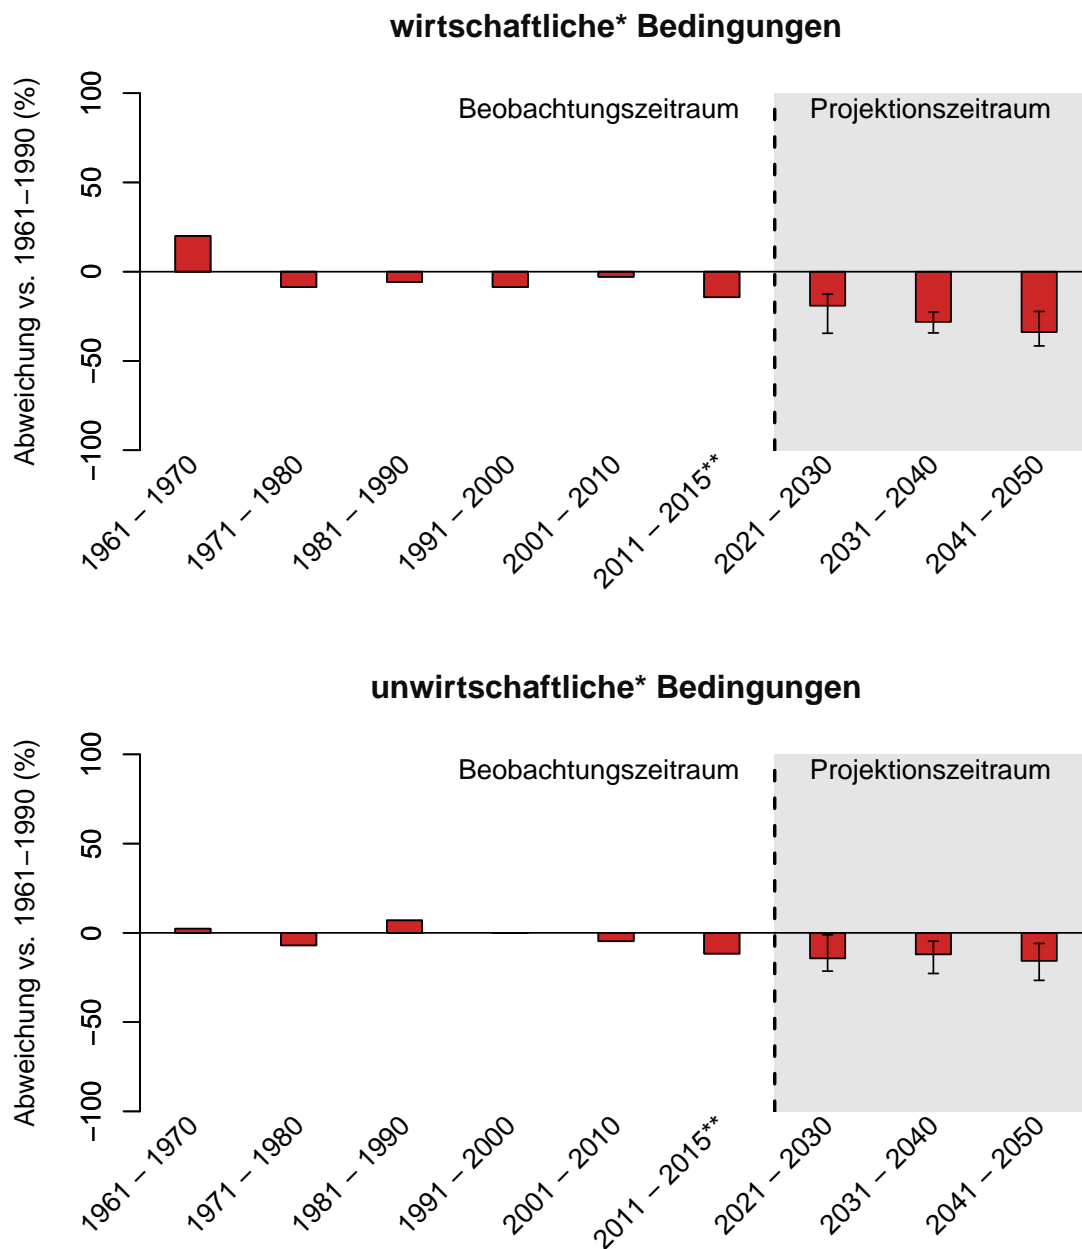 wirtschaftliche* Bedingungen
Abweichung vs. 1961−1990 (%)
100
50
0
−50
−100
Beobachtungszeitraum
Projektionszeitraum
1961 − 1970
1971 − 1980
1981 − 1990
1991 − 2000
2001 − 2010
2011 − 2015**
2021 − 2030
2031 − 2040
2041 − 2050
unwirtschaftliche* Bedingungen
Abweichung vs. 1961−1990 (%)
100
50
0
−50
−100
Beobachtungszeitraum
Projektionszeitraum
1961 − 1970
1971 − 1980
1981 − 1990
1991 − 2000
2001 − 2010
2011 − 2015**
2021 − 2030
2031 − 2040
2041 − 2050